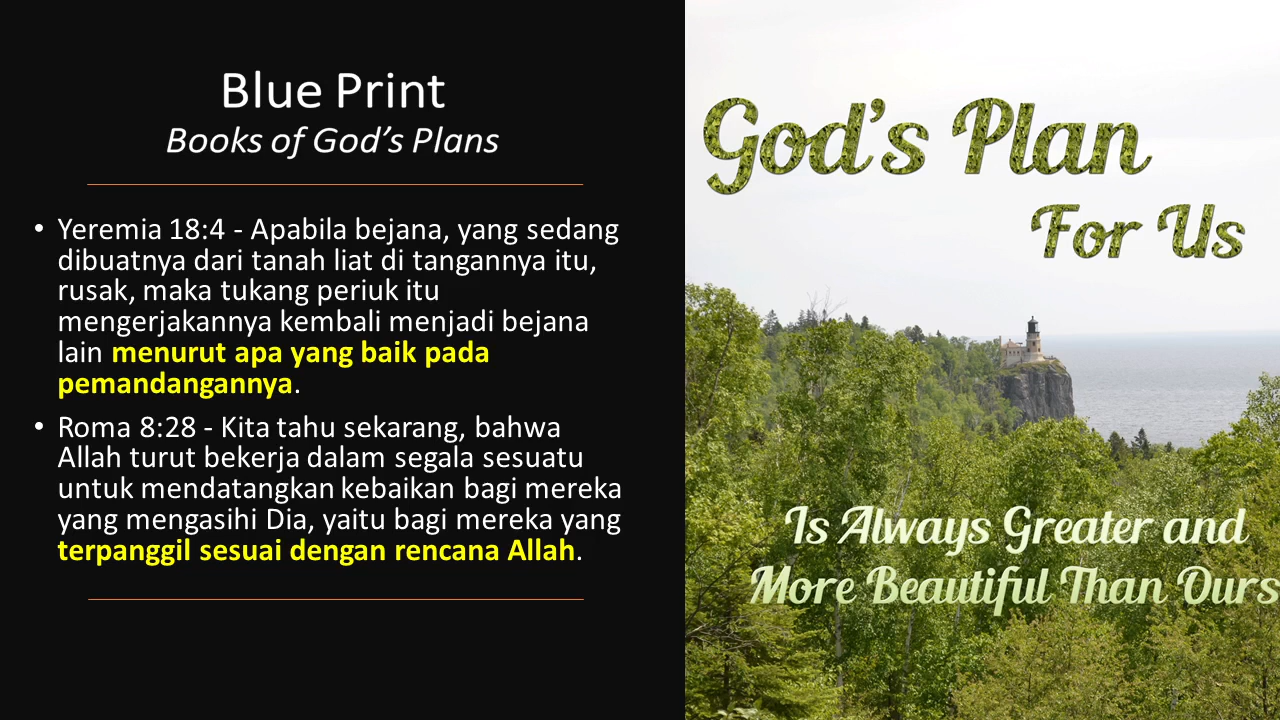 Blue Print
Books of God's Plans
• Yeremia 18:4 - Apabila bejana, yang sedang
dibuatnya dari tanah liat di tangannya itu,
rusak, maka tukang periuk itu
mengerjakannya kembali menjadi bejana
lain menurut apa yang baik pada
pemandangannya.
• Roma 8:28 - Kita tahu sekarang, bahwa
Allah turut bekerja dalam segala sesuatu
untuk mendatangkan kebaikan bagi mereka
yang mengasihi Dia, yaitu bagi mereka yang
terpanggil sesuai dengan rencana Allah.
God's Plan
For Us
Is Always Greater and
More Beautiful Than Ours